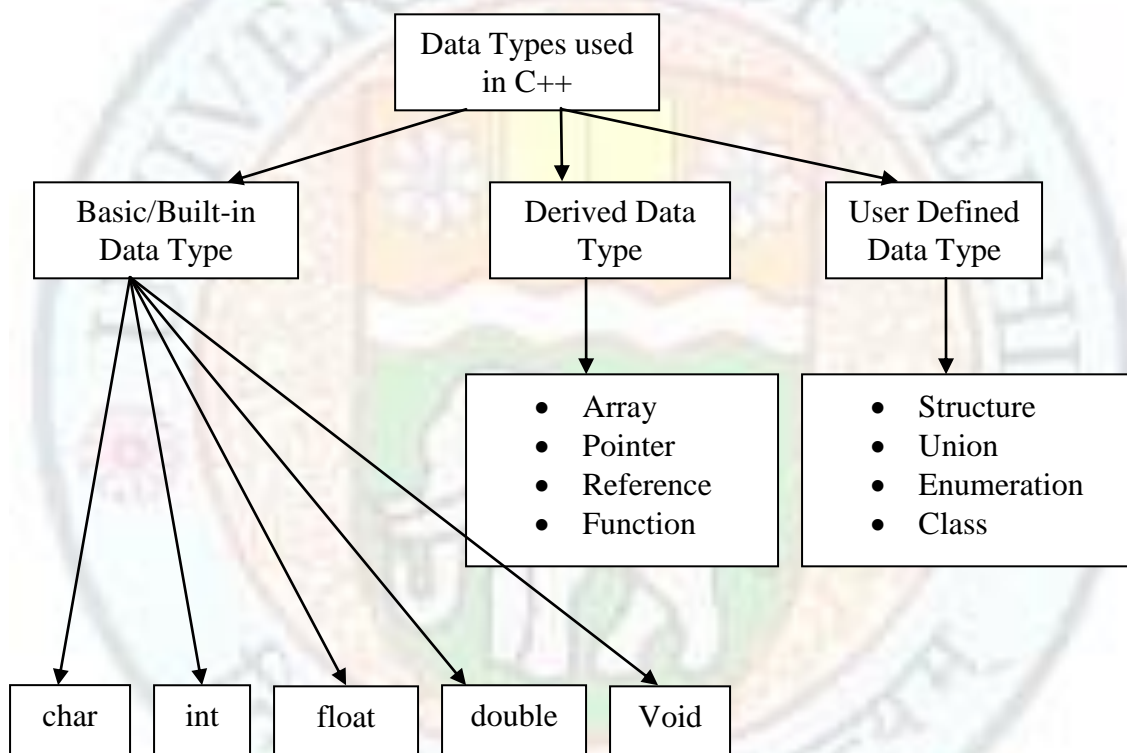 Data Types used
in C++
Basic/Built-in
Data Type
Derived Data
Type
User Defined
Data Type
• Array
• Pointer
• Reference
• Function
• Structure
• Union
• Enumeration
• Class
char
int
float
double
Void